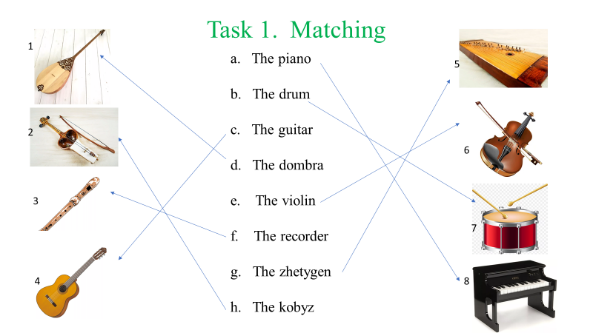 Task 1. Matching
1
2
3
4
a. The piano
b. The drum
c. The guitar
d. The dombra
e. The violin
f. The recorder
g. The zhetygen
h. The kobyz
5
6
7
8